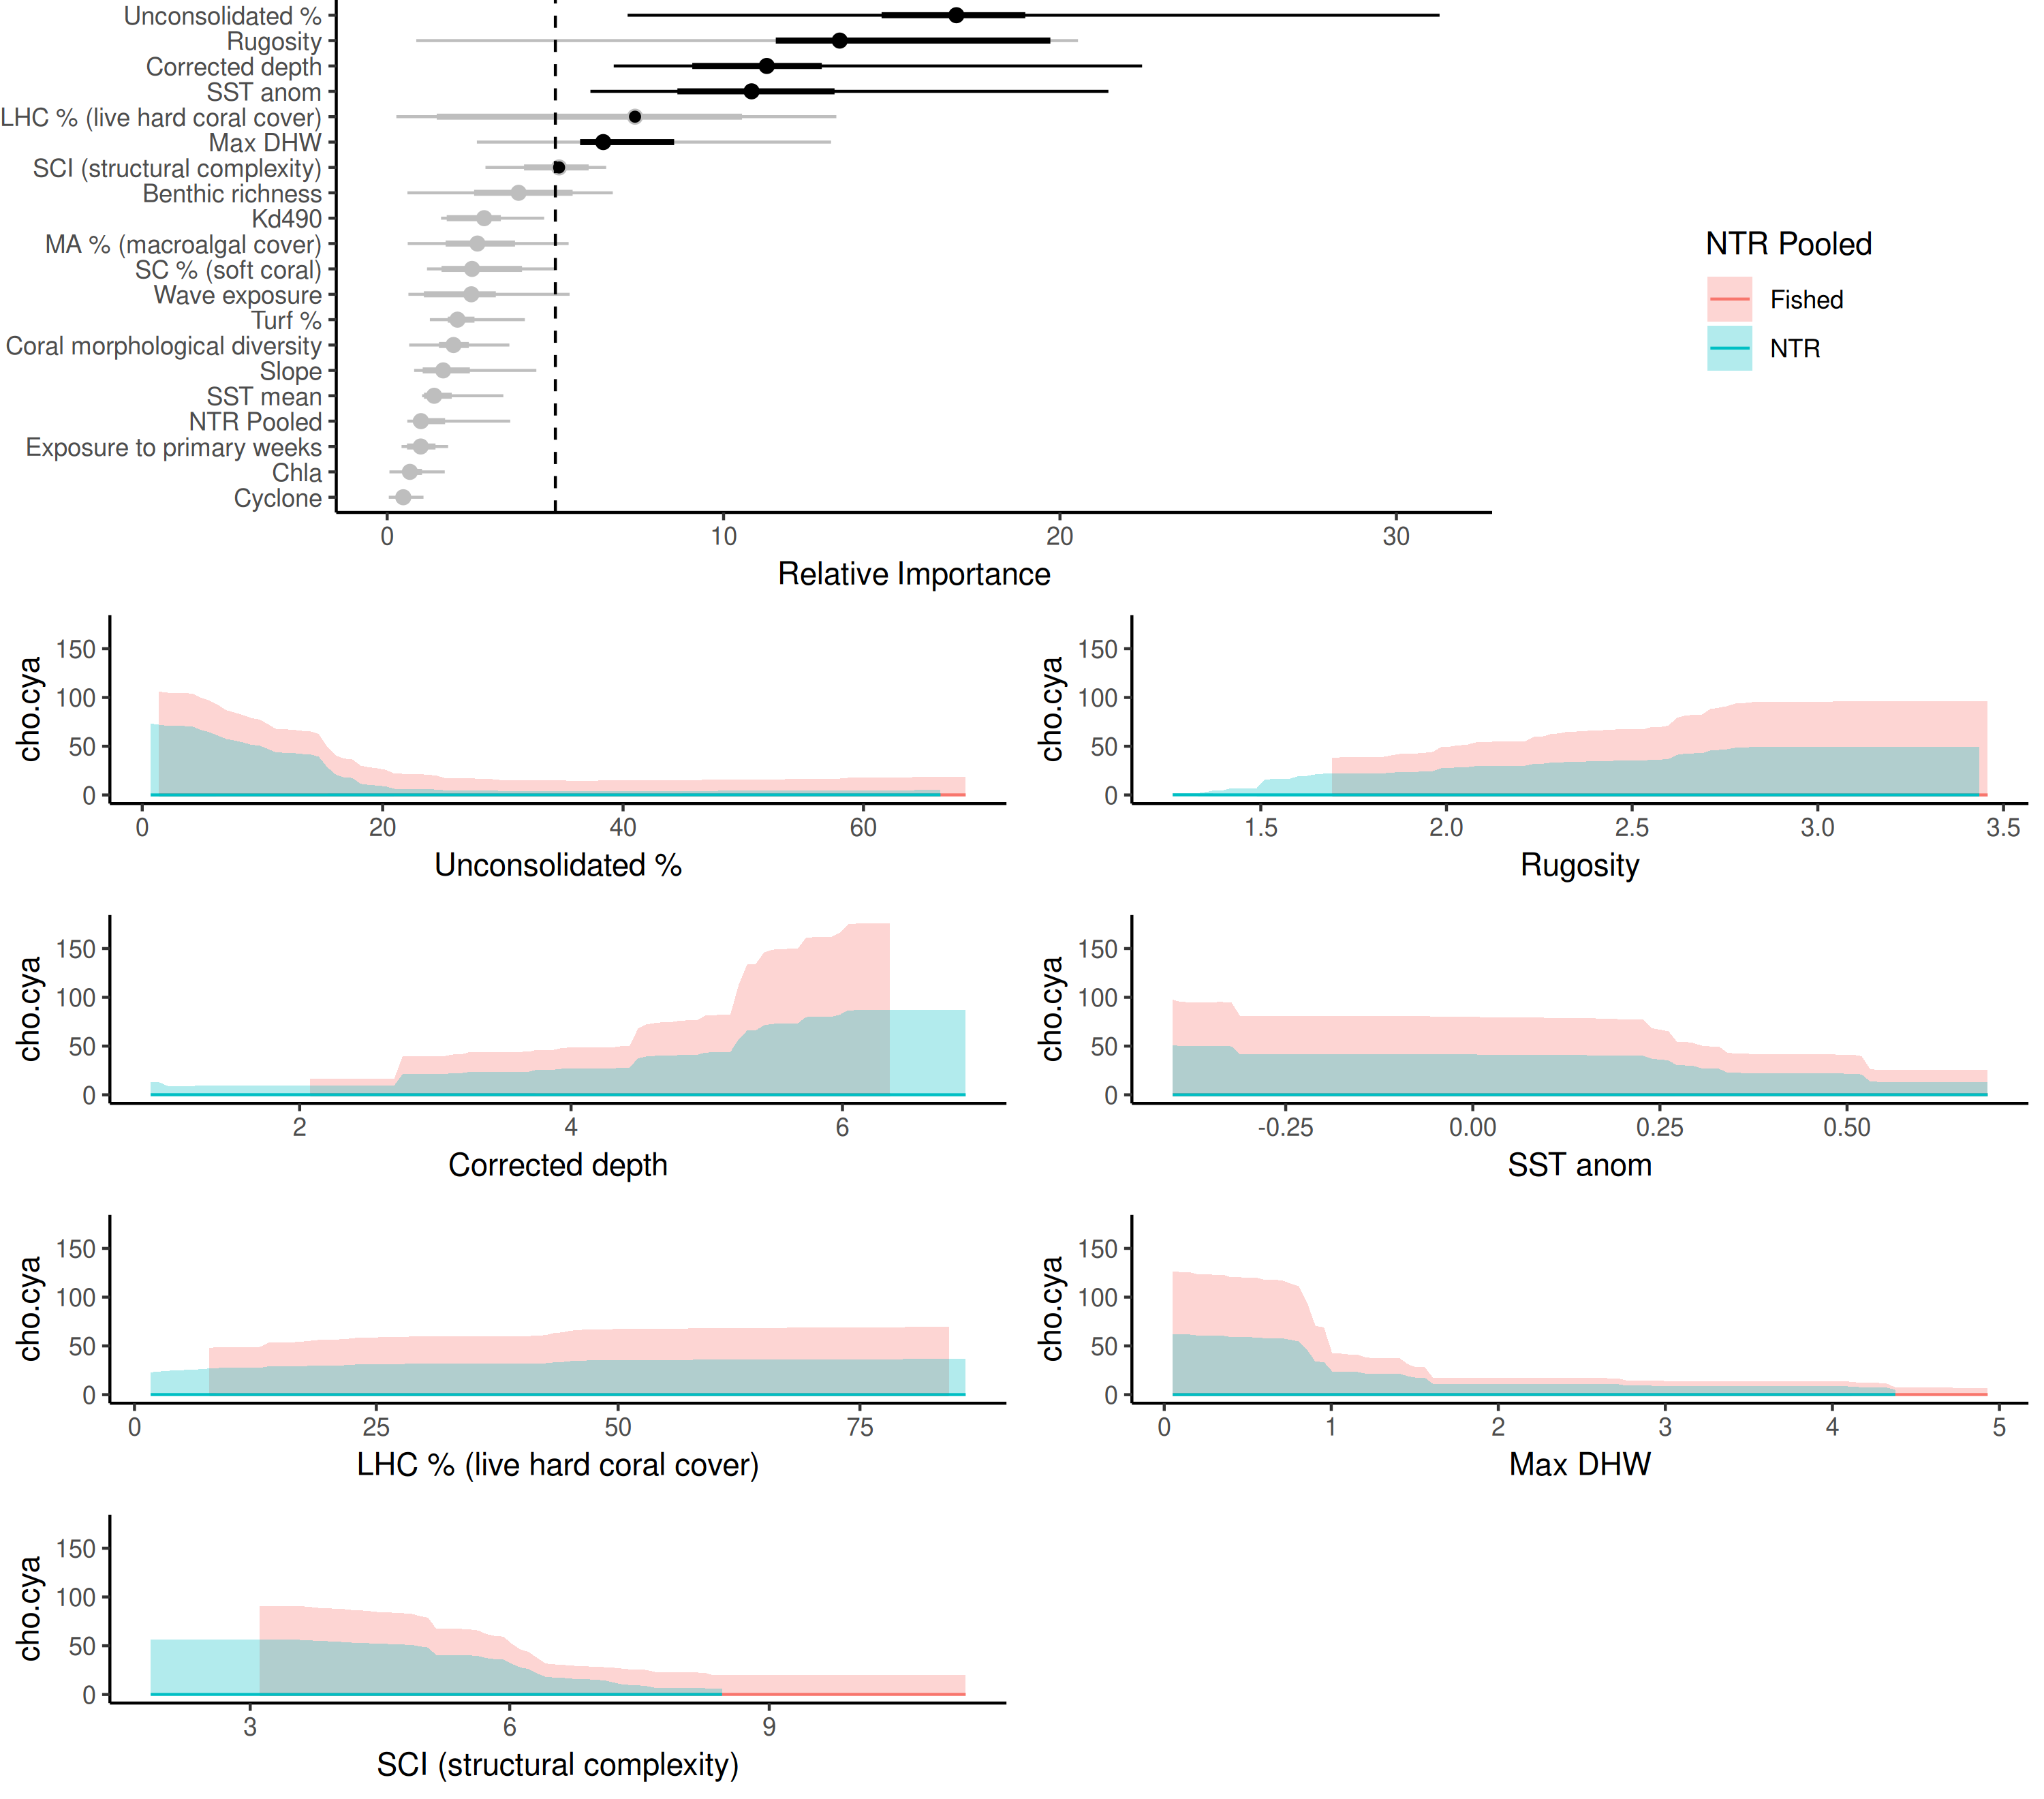 Unconsolidated %
Rugosity
Corrected depth
SST anom
LHC % (live hard coral cover)
Max DHW
SCI (structural complexity)
Benthic richness
Kd490
MA % (macroalgal cover)
SC % (soft coral)
Wave exposure
Turf %
Coral morphological diversity
Slope
SST mean
NTR Pooled
Exposure to primary weeks
Chla
Cyclone
0 10 20 30
Relative Importance
NTR Pooled
Fished
NTR
cho.cya
150
100
50
0
0 20 40 60
Unconsolidated %
cho.cya
150
100
50
0
1.5 2.0 2.5 3.0 3.5
Rugosity
cho.cya
150
100
50
0
2 4 6
Corrected depth
cho.cya
150
100
50
0
-0.25 0.00 0.25 0.50
SST anom
cho.cya
150
100
50
0
0 25 50 75
LHC % (live hard coral cover)
cho.cya
150
100
50
0
0 1 2 3 4 5
Max DHW
cho.cya
150
100
50
0
3 6 9
SCI (structural complexity)